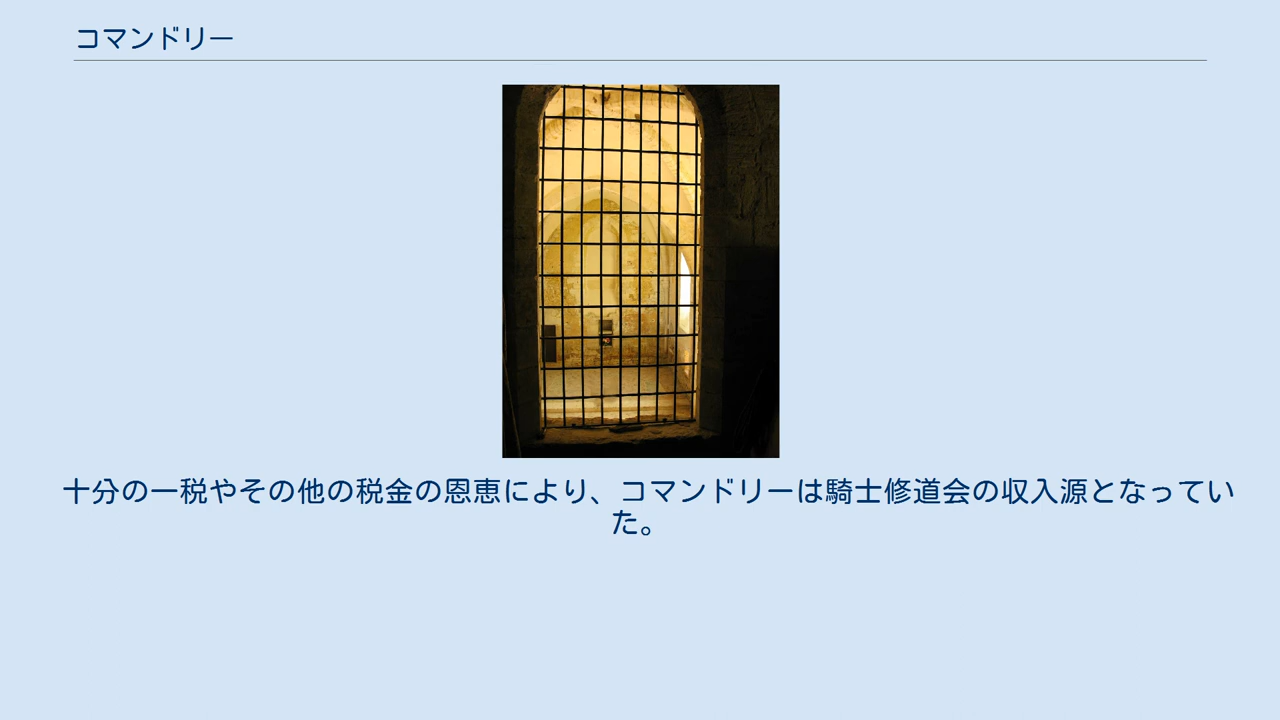 コマンドリー
十分の一税やその他の税金の恩恵により、コマンドリーは騎士修道会の収入源となってい
た。